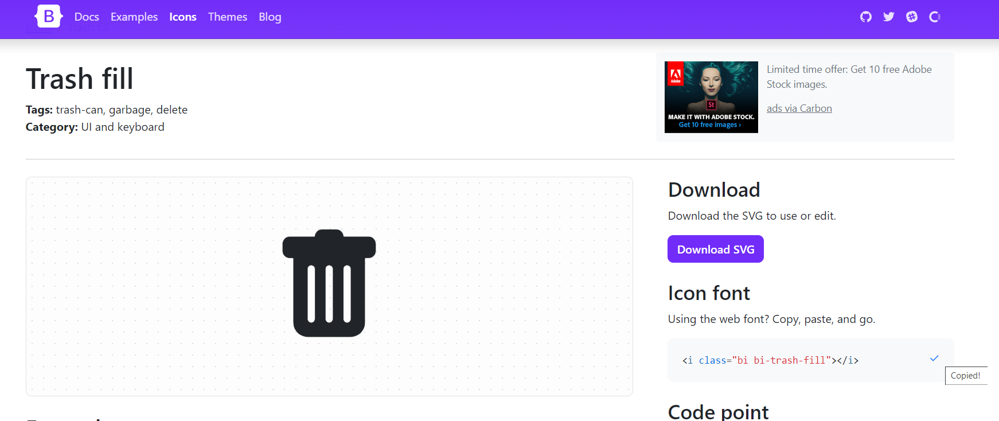 B Docs Examples Icons Themes Blog
Icons Trash fill
Trash fill
Tags: trash-can, garbage, delete
Category: UI and keyboard
Adobe
St
MAKE IT WITH ADOBE STOCK.
Get 10 free images ›
Limited time offer: Get 10 free Adobe
Stock images.
ads via Carbon
Download
Download the SVG to use or edit.
Download SVG
Icon font
Using the web font? Copy, paste, and go.
<i class="bi bi-trash-fill"></i>
Copied!
Code point